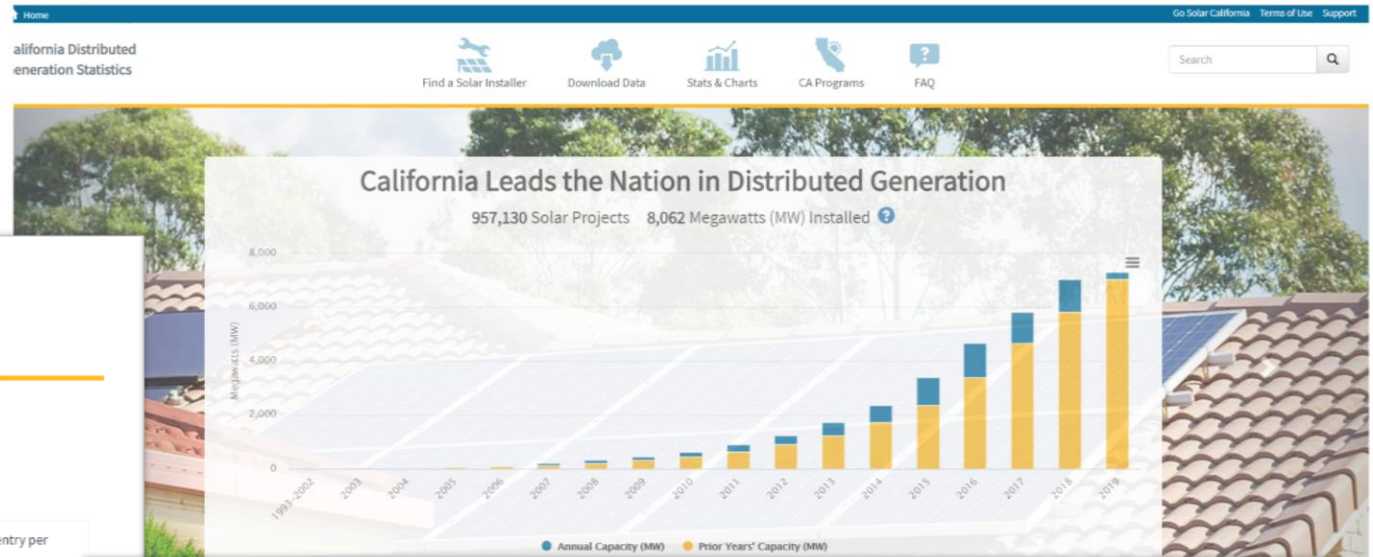 Home
Go Solar California Terms of Use Support
alifornia Distributed
eneration Statistics
Find a Solar Installer
Download Data
Stats & Charts
CA Programs
FAQ
Search
California Leads the Nation in Distributed Generation
957,130 Solar Projects 8,062 Megawatts (MW) Installed ?
8,000
6,000
4,000
2,000
0
Megawatts (MW)
1993-2002
2003
2004
2005
2006
2007
2008
2009
2010
2011
2012
2013
2014
2015
2016
2017
2018
2019
Annual Capacity (MW) Prior Years' Capacity (MW)
entry per